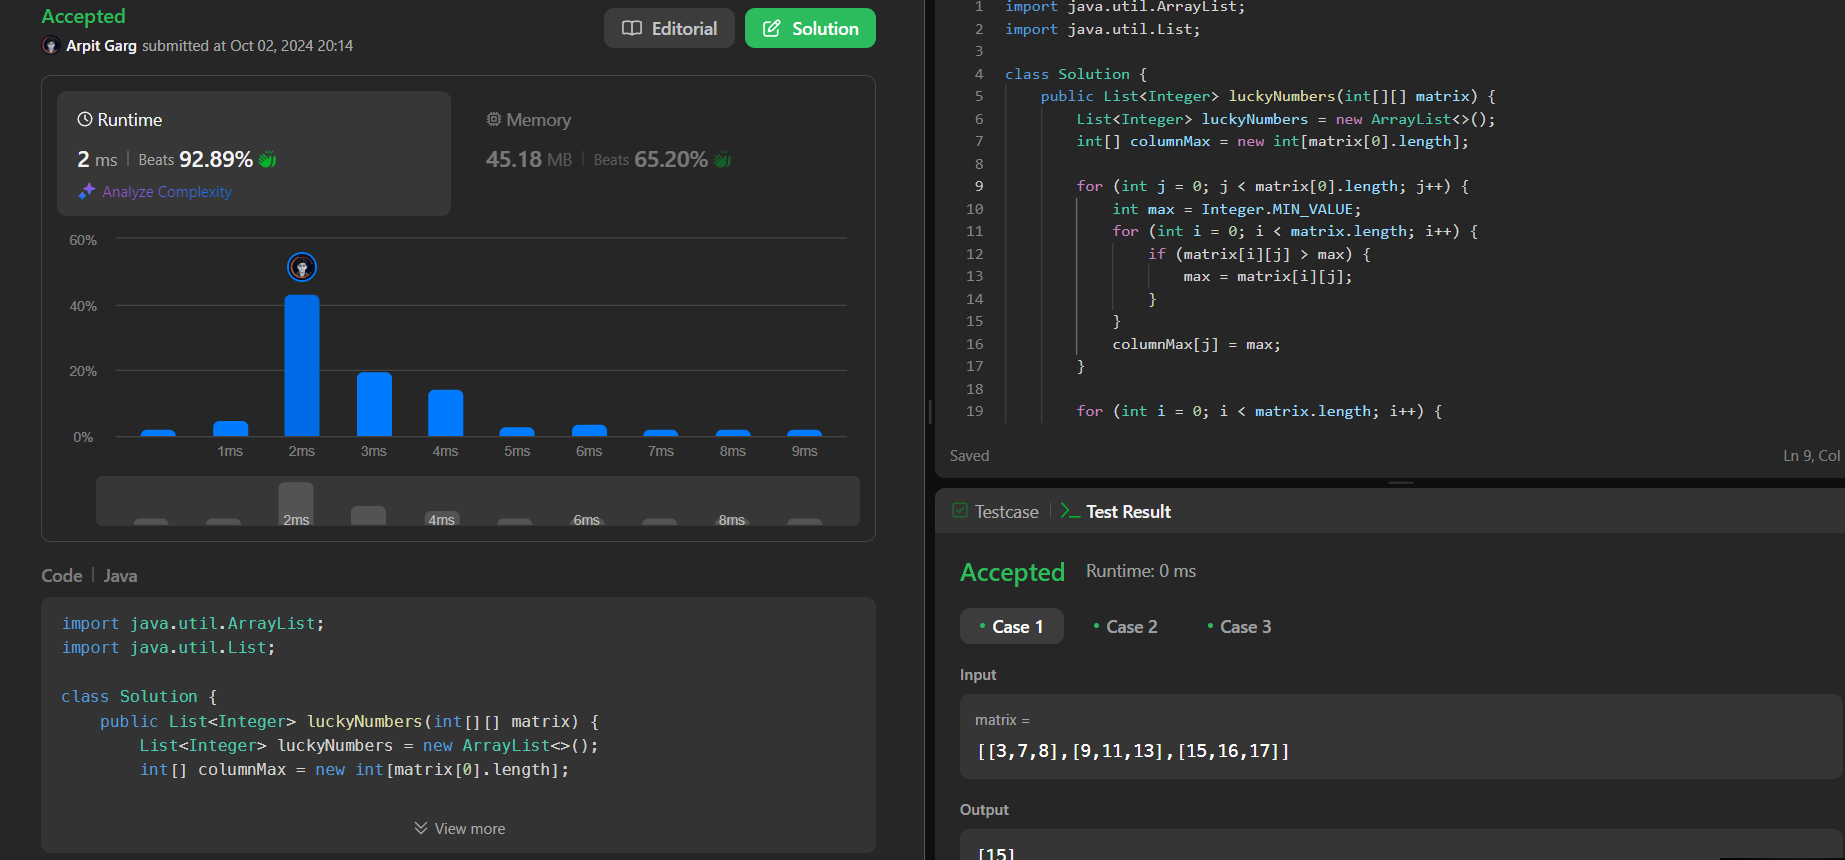 Accepted
Arpit Garg submitted at Oct 02, 2024 20:14
Editorial
Solution
Runtime
2 ms | Beats 92.89%
Analyze Complexity
Memory
45.18 MB | Beats 65.20%
60%
40%
20%
0%
1ms 2ms 3ms 4ms 5ms 6ms 7ms 8ms 9ms
2ms 4ms 6ms 8ms
Code | Java
import java.util.ArrayList;
import java.util.List;
class Solution {
public List<Integer> luckyNumbers(int[][] matrix) {
List<Integer> luckyNumbers = new ArrayList<>();
int[] columnMax = new int[matrix[0].length];
View more
1 import java.util.ArrayList;
2 import java.util.List;
3
4 class Solution {
5 public List<Integer> luckyNumbers(int[][] matrix) {
6 List<Integer> luckyNumbers = new ArrayList<>();
7 int[] columnMax = new int[matrix[0].length];
8
9 for (int j = 0; j < matrix[0].length; j++) {
10 int max = Integer.MIN_VALUE;
11 for (int i = 0; i < matrix.length; i++) {
12 if (matrix[i][j] > max) {
13 max = matrix[i][j];
14 }
15 }
16 columnMax[j] = max;
17 }
18
19 for (int i = 0; i < matrix.length; i++) {
Saved
Ln 9, Col
Testcase | >_ Test Result
Accepted Runtime: 0 ms
• Case 1 • Case 2 • Case 3
Input
matrix =
[[3,7,8],[9,11,13],[15,16,17]]
Output
[15]